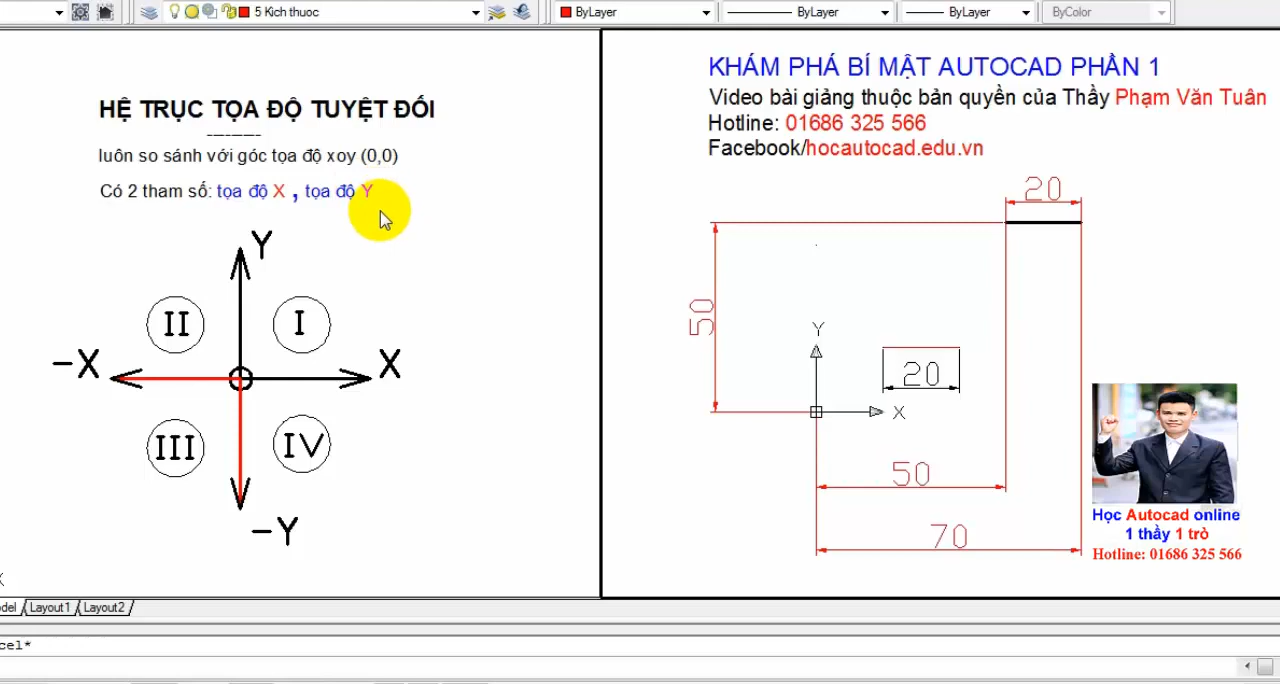 5 Kich thuoc
ByLayer
ByLayer
ByLayer
ByColor
HỆ TRỤC TỌA ĐỘ TUYỆT ĐỐI
luôn so sánh với góc tọa độ xoy (0,0)
Có 2 tham số: tọa độ X , tọa độ Y
Y
II
I
-X
X
III
IV
-Y
KHÁM PHÁ BÍ MẬT AUTOCAD PHẦN 1
Video bài giảng thuộc bản quyền của Thầy Phạm Văn Tuân
Hotline: 01686 325 566
Facebook/hocautocad.edu.vn
20
50
Y
20
X
50
70
Học Autocad online
1 thầy 1 trò
Hotline: 01686 325 566
Layout1
Layout2